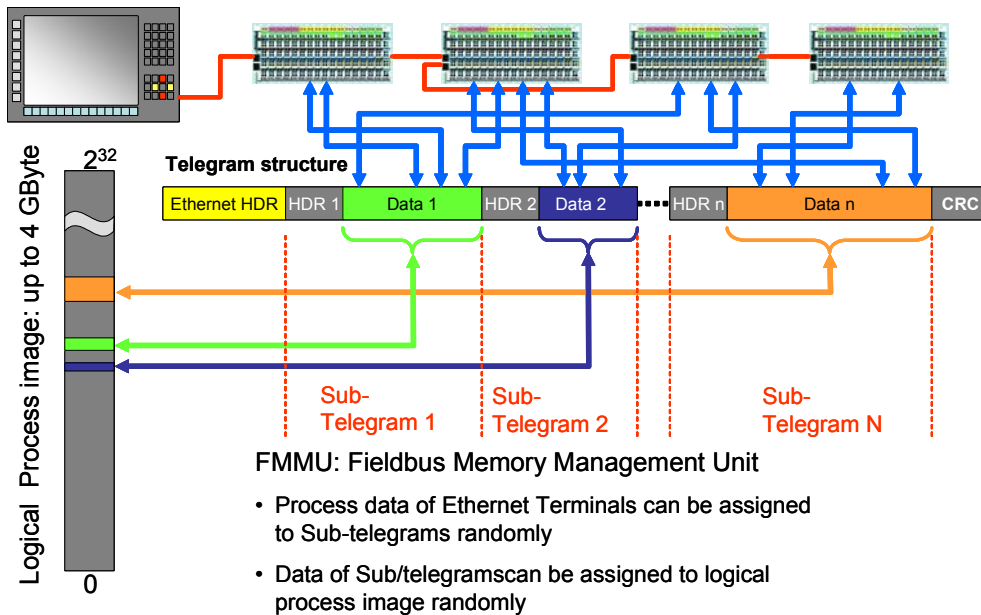 Telegram structure
2³²
Ethernet HDR HDR 1 Data 1 HDR 2 Data 2 HDR n Data n CRC
Logical Process image: up to 4 GByte
Sub-
Telegram 1
Sub-
Telegram 2
Sub-
Telegram N
FMMU: Fieldbus Memory Management Unit
• Process data of Ethernet Terminals can be assigned
to Sub-telegrams randomly
• Data of Sub/telegramscan be assigned to logical
process image randomly
0